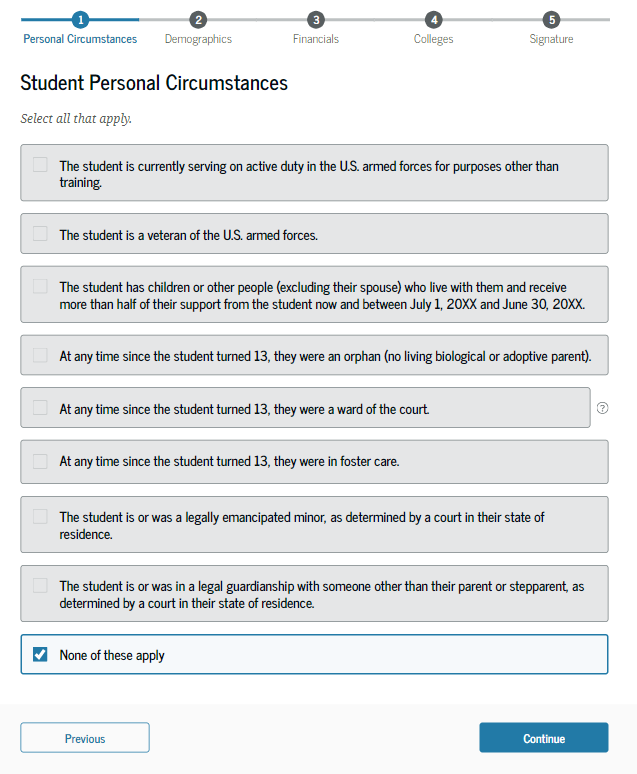 1 2 3 4 5
Personal Circumstances Demographics Financials Colleges Signature
Student Personal Circumstances
Select all that apply.
The student is currently serving on active duty in the U.S. armed forces for purposes other than
training.
The student is a veteran of the U.S. armed forces.
The student has children or other people (excluding their spouse) who live with them and receive
more than half of their support from the student now and between July 1, 20XX and June 30, 20XX.
At any time since the student turned 13, they were an orphan (no living biological or adoptive parent).
At any time since the student turned 13, they were a ward of the court.
?
At any time since the student turned 13, they were in foster care.
The student is or was a legally emancipated minor, as determined by a court in their state of
residence.
The student is or was in a legal guardianship with someone other than their parent or stepparent, as
determined by a court in their state of residence.
None of these apply
Previous Continue